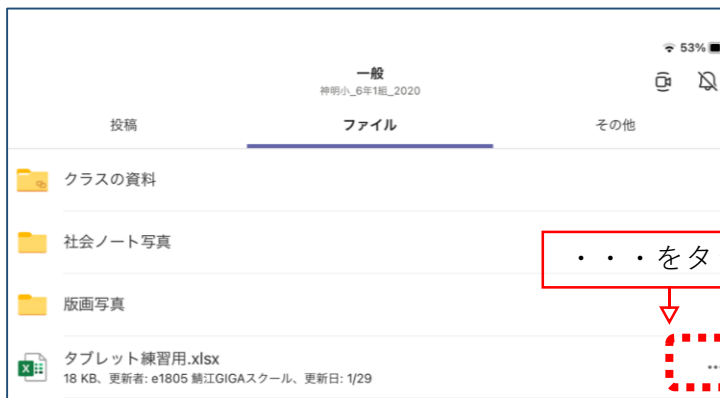 53%
一般
神明小_6年1組_2020
投稿 ファイル その他
クラスの資料
社会ノート写真
・・・をタ
版画写真
タブレット練習用.xlsx
18 KB、更新者: e1805 鯖江GIGAスクール、更新日: 1/29